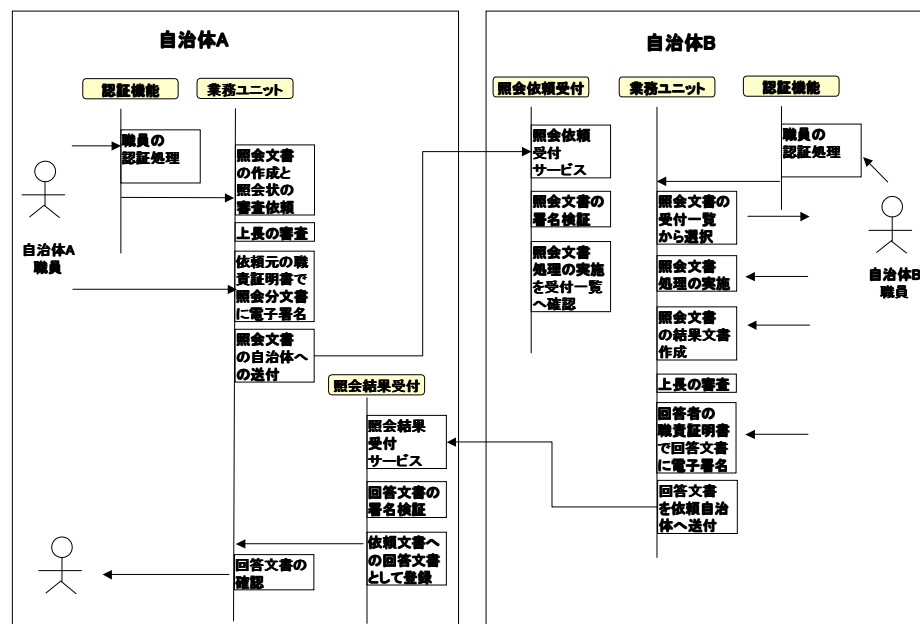 自治体A
認証機能
業務ユニット
職員の
認証処理
照会文書
の作成と
照会状の
審査依頼
上長の審査
自治体A
職員
依頼元の職
責証明書で
照会分文書
に電子署名
照会文書
の自治体へ
の送付
照会結果受付
照会結果
受付
サービス
回答文書の
署名検証
依頼文書へ
の回答文書
として登録
回答文書の
確認
自治体B
照会依頼受付
業務ユニット
認証機能
照会依頼
受付
サービス
職員の
認証処理
照会文書の
署名検証
照会文書の
受付一覧
から選択
照会文書
処理の実施
を受付一覧
へ確認
照会文書
処理の実施
自治体B
職員
照会文書
の結果文書
作成
上長の審査
回答者の
職責証明書
で回答文書
に電子署名
回答文書
を依頼自治
体へ送付